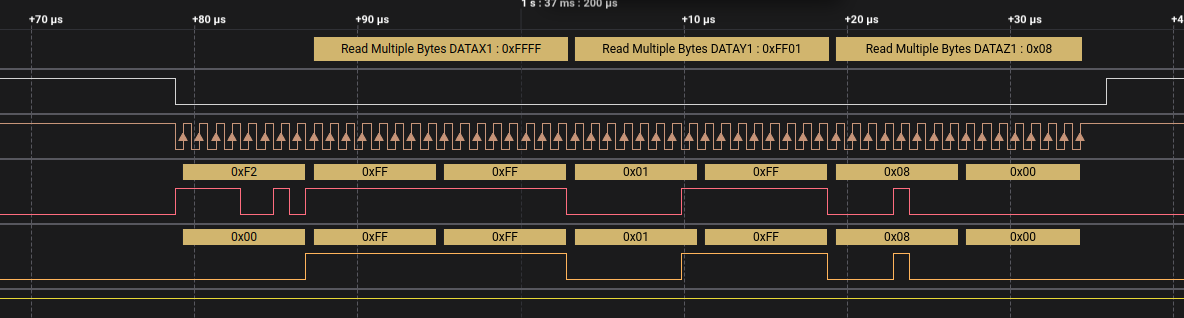 1 s : 37 ms : 200 µs
+70 µs +80 µs +90 µs +10 µs +20 µs +30 µs +4
Read Multiple Bytes DATAX1 : 0xFFFF Read Multiple Bytes DATAY1 : 0xFF01 Read Multiple Bytes DATAZ1 : 0x08
0xF2 0xFF 0xFF 0x01 0xFF 0x08 0x00
0x00 0xFF 0xFF 0x01 0xFF 0x08 0x00